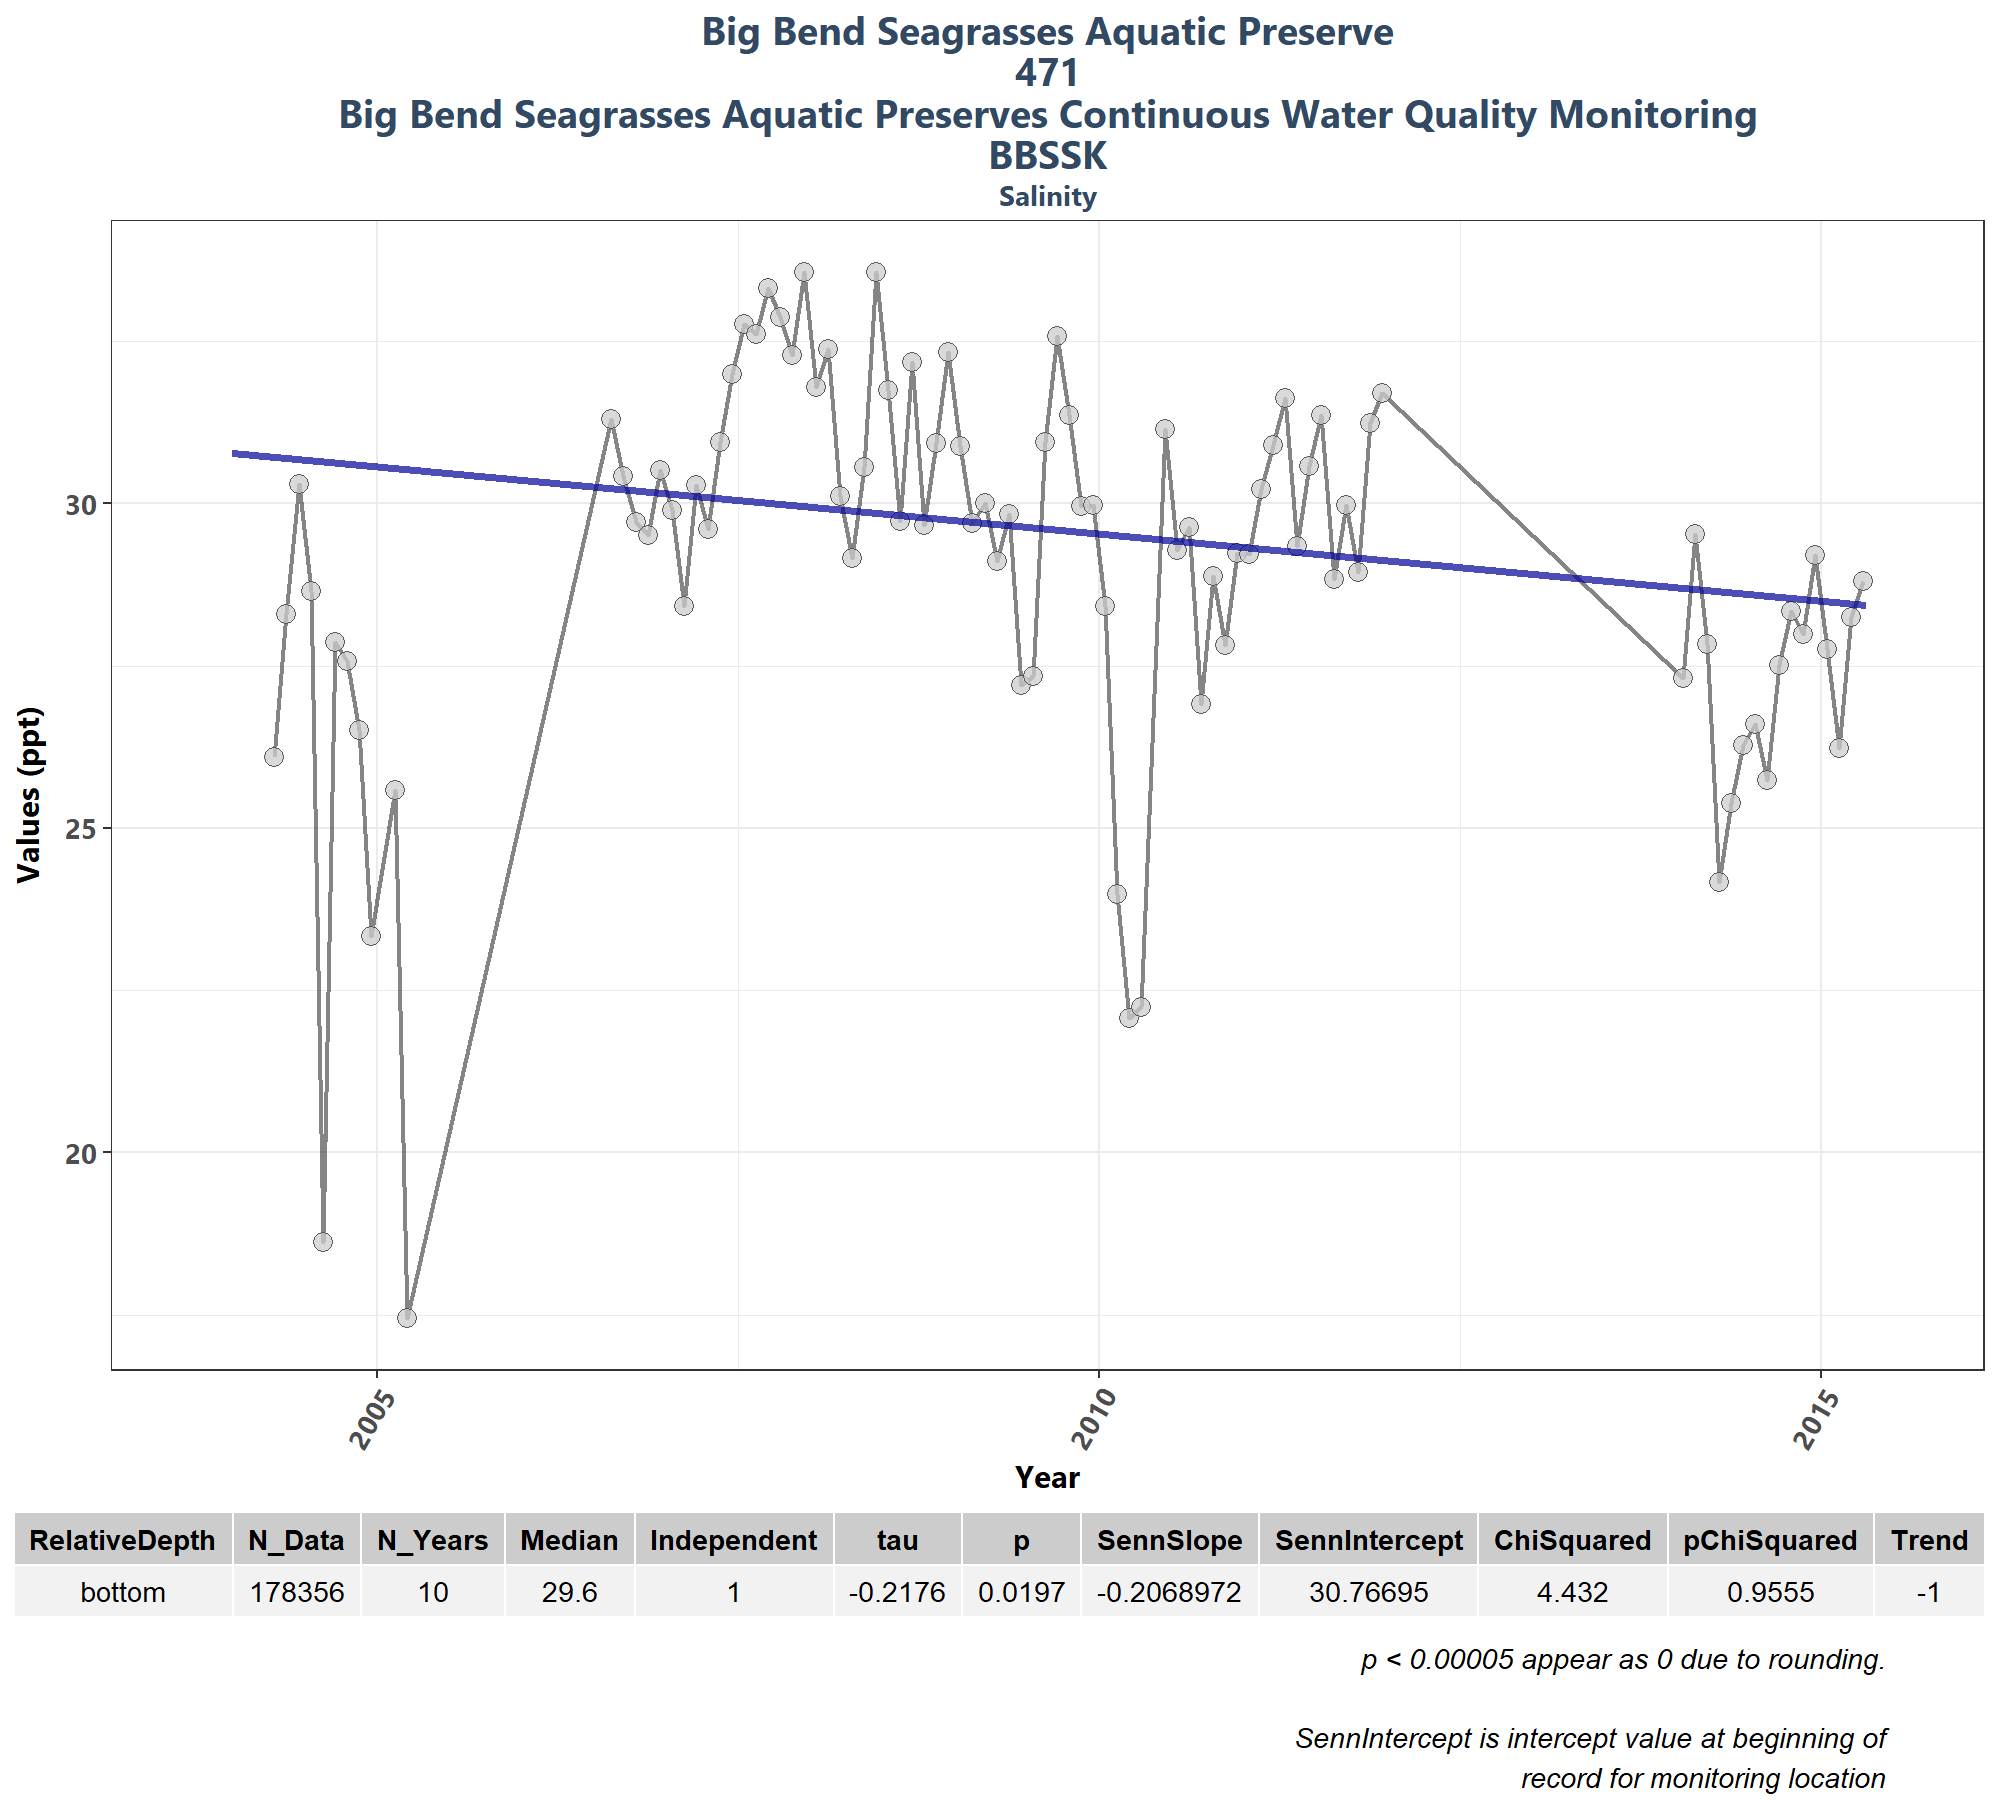 Big Bend Seagrasses Aquatic Preserve
471
Big Bend Seagrasses Aquatic Preserves Continuous Water Quality Monitoring
BBSSK
Salinity
Values (ppt)
30
25
20
2005 2010 2015
Year
RelativeDepth N_Data N_Years Median Independent tau p SennSlope SennIntercept ChiSquared pChiSquared Trend
bottom 178356 10 29.6 1 -0.2176 0.0197 -0.2068972 30.76695 4.432 0.9555 -1
p < 0.00005 appear as 0 due to rounding.
SennIntercept is intercept value at beginning of
record for monitoring location